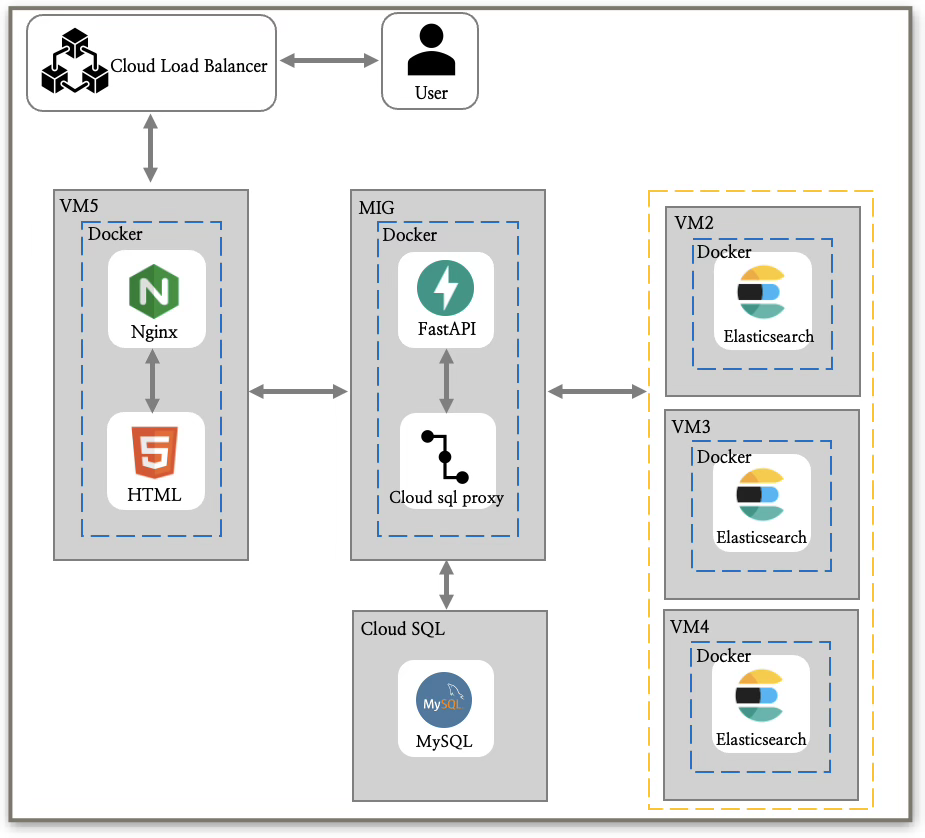 Cloud Load Balancer
User
VM5
Docker
N
Nginx
5
HTML
MIG
Docker
FastAPI
Cloud sql proxy
Cloud SQL
MySQL
MySQL
VM2
Docker
Elasticsearch
VM3
Docker
Elasticsearch
VM4
Docker
Elasticsearch